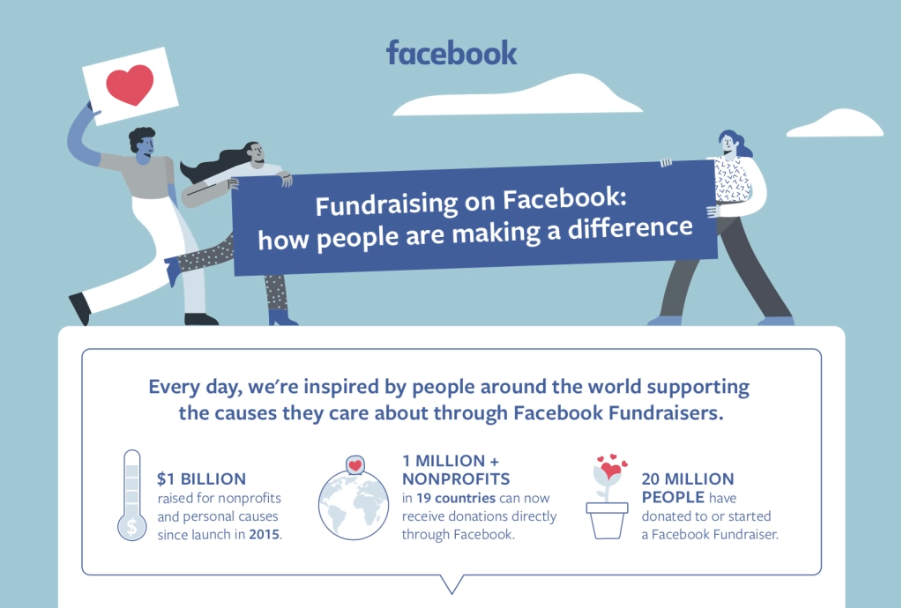 facebook
Fundraising on Facebook:
how people are making a difference
Every day, we're inspired by people around the world supporting
the causes they care about through Facebook Fundraisers.
$
$1 BILLION
raised for nonprofits
and personal causes
since launch in 2015.
1 MILLION +
NONPROFITS
in 19 countries can now
receive donations directly
through Facebook.
20 MILLION
PEOPLE have
donated to or started
a Facebook Fundraiser.